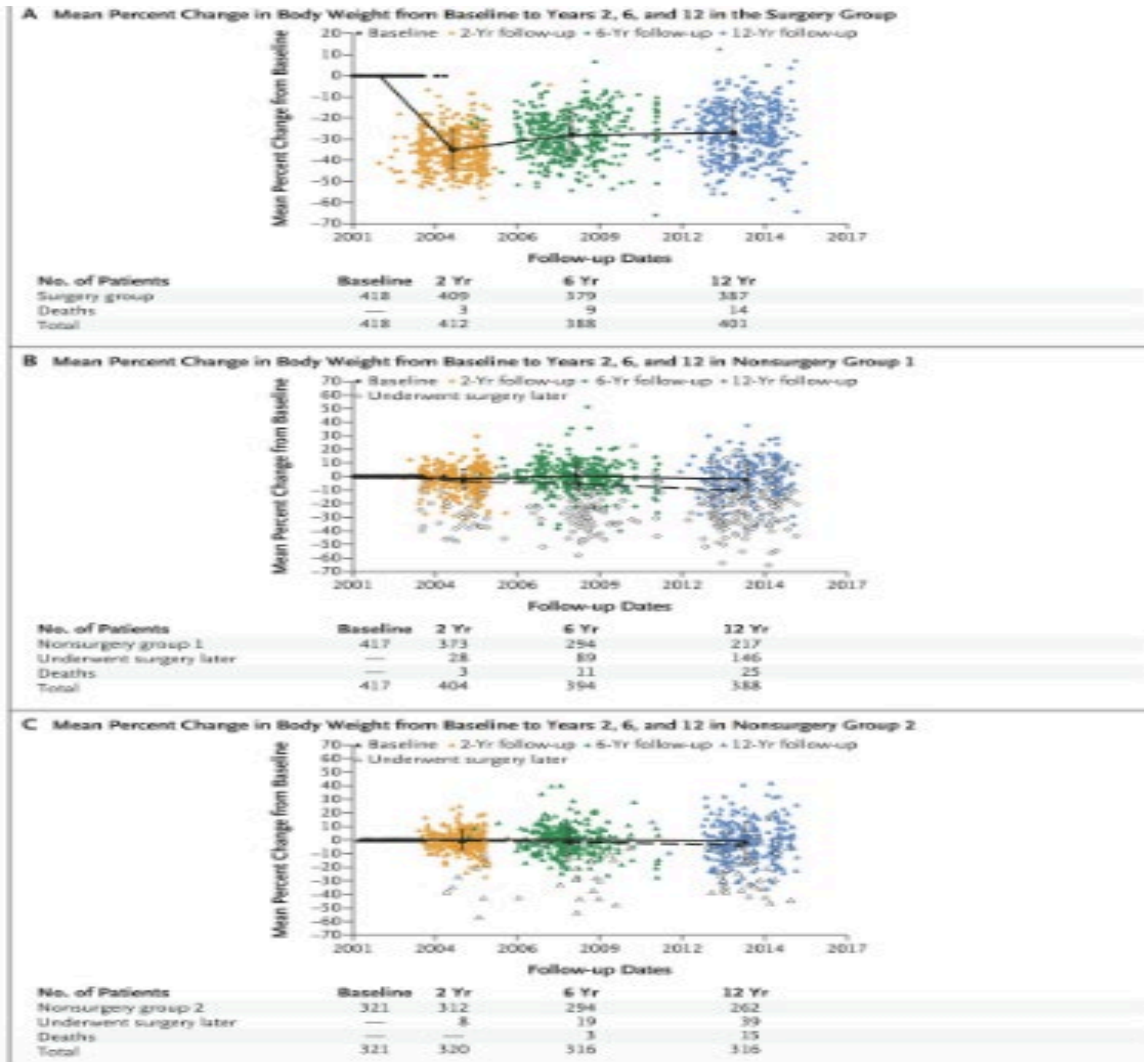 A Mean Percent Change in Body Weight from Baseline to Years 2, 6, and 12 in the Surgery Group
Mean Percent Change from Baseline
20
Baseline 2-Yr follow-up 6-Yr follow-up 12-Yr follow-up
10
0
-10
-20
-30
-40
-50
-60
-70
2001 2004 2006 2009 2012 2014 2017
Follow-up Dates
No. of Patients Baseline 2 Yr 6 Yr 12 Yr
Surgery group 418 409 379 387
Deaths — 3 9 14
Total 418 412 388 401
B Mean Percent Change in Body Weight from Baseline to Years 2, 6, and 12 in Nonsurgery Group 1
Mean Percent Change from Baseline
70
Baseline 2-Yr follow-up 6-Yr follow-up 12-Yr follow-up
60
Underwent surgery later
50
40
30
20
10
0
-10
-20
-30
-40
-50
-60
-70
2001 2004 2006 2009 2012 2014 2017
Follow-up Dates
No. of Patients Baseline 2 Yr 6 Yr 12 Yr
Nonsurgery group 1 417 373 294 217
Underwent surgery later — 28 89 146
Deaths — 3 11 25
Total 417 404 394 388
C Mean Percent Change in Body Weight from Baseline to Years 2, 6, and 12 in Nonsurgery Group 2
Mean Percent Change from Baseline
70
Baseline 2-Yr follow-up 6-Yr follow-up 12-Yr follow-up
60
Underwent surgery later
50
40
30
20
10
0
-10
-20
-30
-40
-50
-60
-70
2001 2004 2006 2009 2012 2014 2017
Follow-up Dates
No. of Patients Baseline 2 Yr 6 Yr 12 Yr
Nonsurgery group 2 321 312 294 262
Underwent surgery later — 8 19 39
Deaths — — 3 15
Total 321 320 316 316